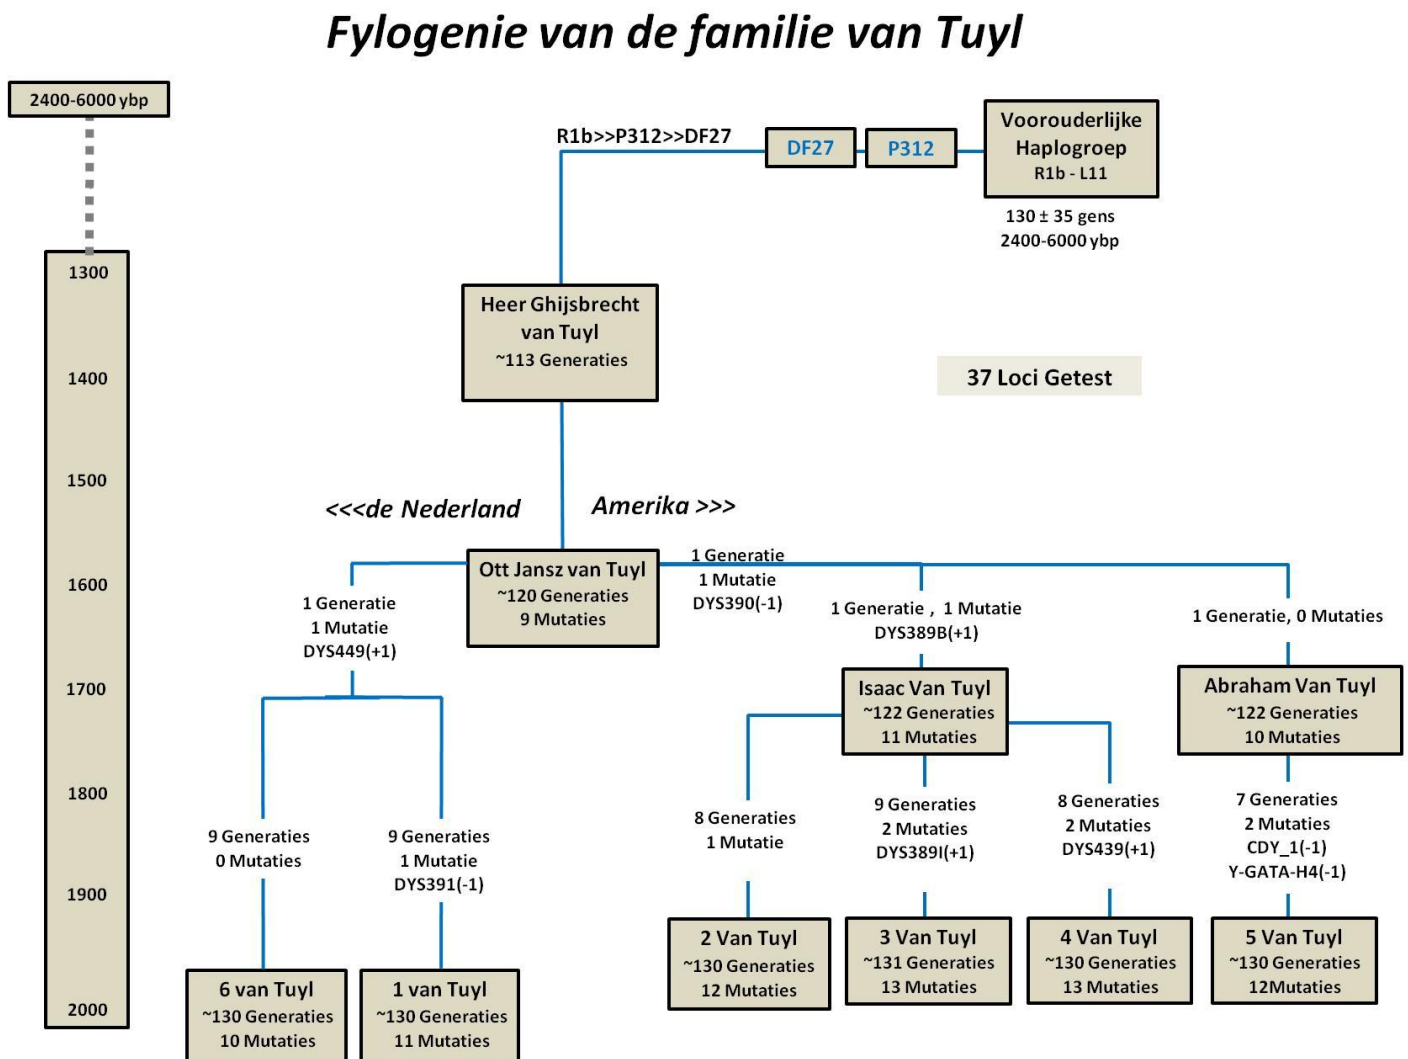 Fylogenie van de familie van Tuyl
2400-6000 ybp
R1b>>P312>>DF27
DF27
P312
Voorouderlijke
Haplogroep
R1b - L11
130 ± 35 gens
2400-6000 ybp
1300
1400
1500
1600
1700
1800
1900
2000
Heer Ghijsbrecht
van Tuyl
~113 Generaties
37 Loci Getest
<<<de Nederland
Amerika >>>
Ott Jansz van Tuyl
~120 Generaties
9 Mutaties
1 Generatie
1 Mutatie
DYS449(+1)
1 Generatie
1 Mutatie
DYS390(-1)
1 Generatie , 1 Mutatie
DYS389B(+1)
1 Generatie, 0 Mutaties
Isaac Van Tuyl
~122 Generaties
11 Mutaties
Abraham Van Tuyl
~122 Generaties
10 Mutaties
9 Generaties
0 Mutaties
9 Generaties
1 Mutatie
DYS391(-1)
8 Generaties
1 Mutatie
9 Generaties
2 Mutaties
DYS389I(+1)
8 Generaties
2 Mutaties
DYS439(+1)
7 Generaties
2 Mutaties
CDY_1(-1)
Y-GATA-H4(-1)
6 van Tuyl
~130 Generaties
10 Mutaties
1 van Tuyl
~130 Generaties
11 Mutaties
2 Van Tuyl
~130 Generaties
12 Mutaties
3 Van Tuyl
~131 Generaties
13 Mutaties
4 Van Tuyl
~130 Generaties
13 Mutaties
5 Van Tuyl
~130 Generaties
12Mutaties